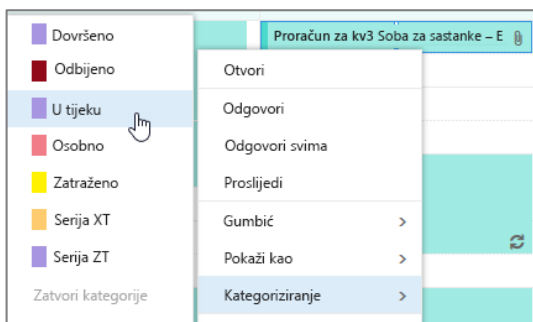 Dovršeno
Odbijeno
U tijeku
Osobno
Zatraženo
Serija XT
Serija ZT
Zatvori kategorije
Proračun za kv3 Soba za sastanke – E
Otvori
Odgovori
Odgovori svima
Proslijedi
Gumbić
Pokaži kao
Kategoriziranje